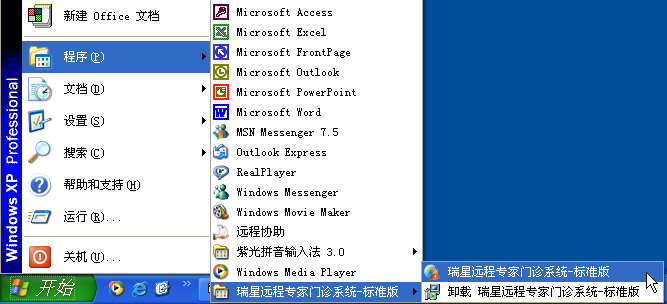 Windows XP Professional
新建 Office 文档
程序(P)
文档(D)
设置(S)
搜索(C)
帮助和支持(H)
运行(R)...
关机(U)...
Microsoft Access
Microsoft Excel
Microsoft FrontPage
Microsoft Outlook
Microsoft PowerPoint
Microsoft Word
MSN Messenger 7.5
Outlook Express
RealPlayer
Windows Messenger
Windows Movie Maker
远程协助
紫光拼音输入法 3.0
Windows Media Player
瑞星远程专家门诊系统-标准版
瑞星远程专家门诊系统-标准版
卸载 瑞星远程专家门诊系统-标准版
开始